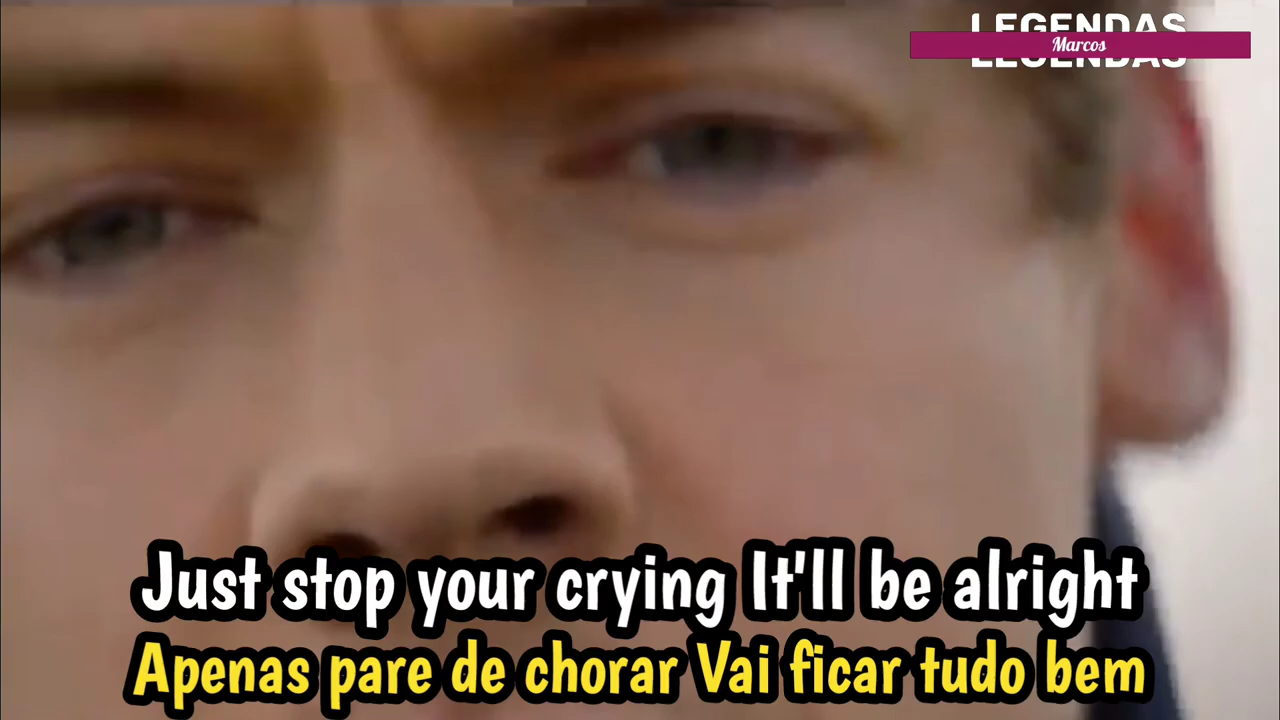 LEGENDAS
Marcos
LEGENDAS
Just stop your crying It'll be alright
Apenas pare de chorar Vai ficar tudo bem